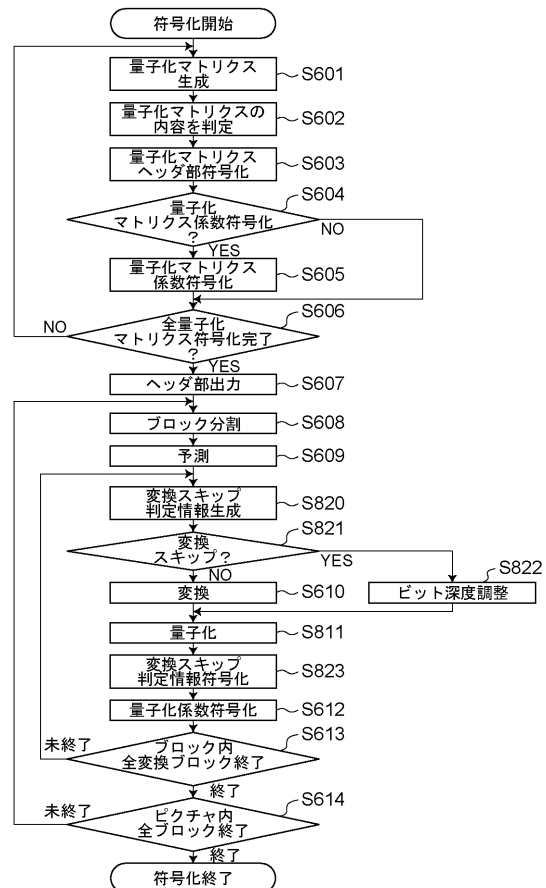 符号化開始
量子化マトリクス
生成
S601
量子化マトリクスの
内容を判定
S602
量子化マトリクス
ヘッダ部符号化
S603
S604
量子化
マトリクス係数符号化
?
NO
YES
量子化マトリクス
係数符号化
S605
S606
全量子化
マトリクス符号化完了
?
NO
YES
ヘッダ部出力
S607
ブロック分割
S608
予測
S609
変換スキップ
判定情報生成
S820
S821
変換
スキップ?
YES
NO
S822
変換
S610
ビット深度調整
量子化
S811
変換スキップ
判定情報符号化
S823
量子化係数符号化
S612
S613
未終了
ブロック内
全変換ブロック終了
終了
S614
未終了
ピクチャ内
全ブロック終了
終了
符号化終了